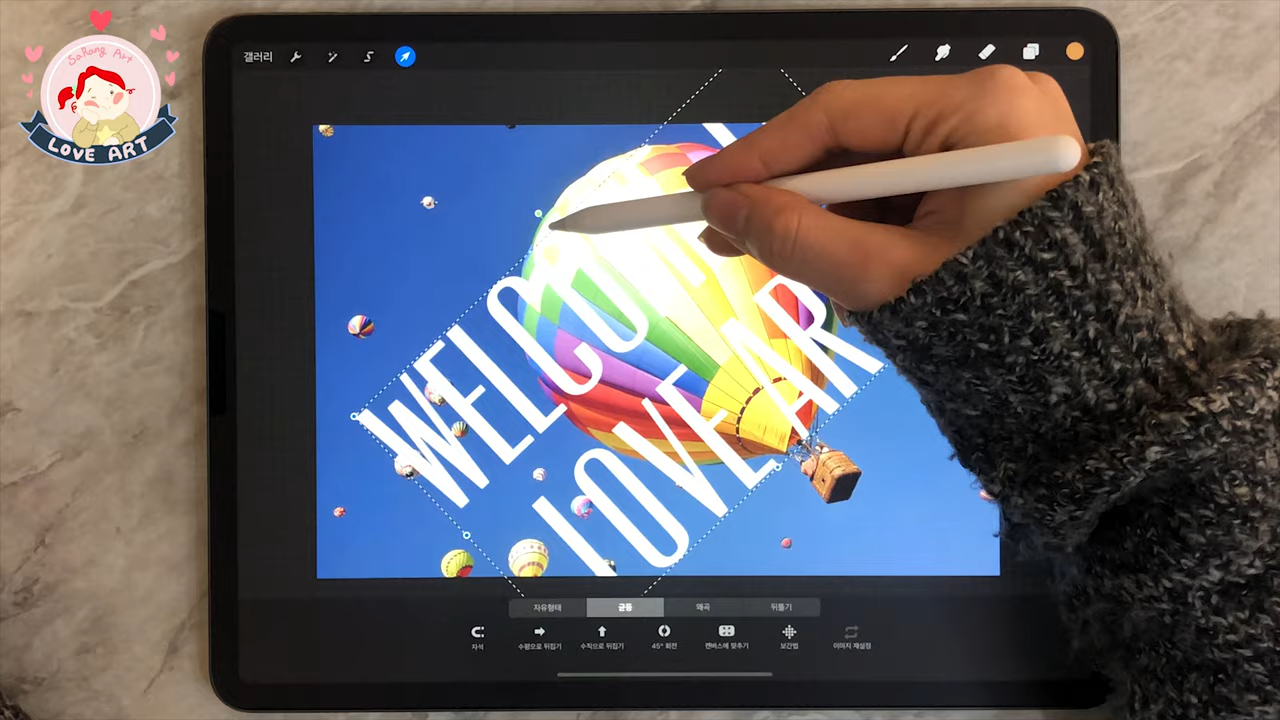 SaRang Art
LOVE ART
갤러리
WELCO
LOVE AR
자유형태 균등 왜곡 뒤틀기
자석 수평으로 뒤집기 수직으로 뒤집기 45° 회전 캔버스에 맞추기 보간법 이미지 재설정